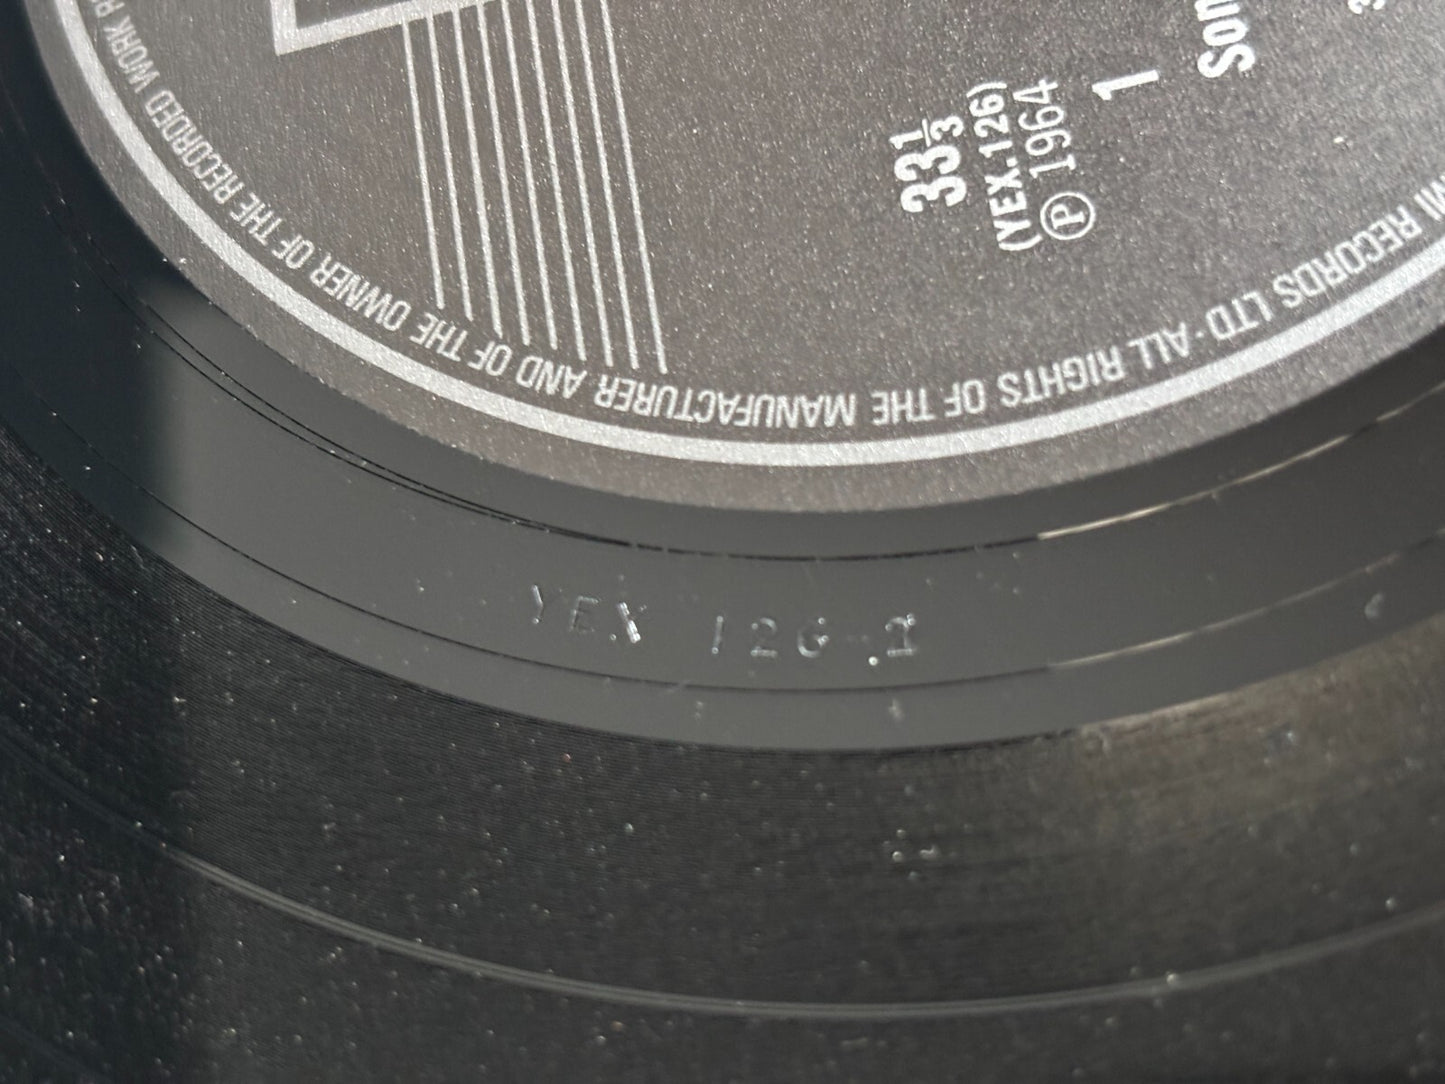 33⅓
(YEX.126)
Ⓟ 1964
1
RECORDS LTD · ALL RIGHTS OF THE MANUFACTURER AND OF THE OWNER OF THE RECORDED WORK
YEX 126-1